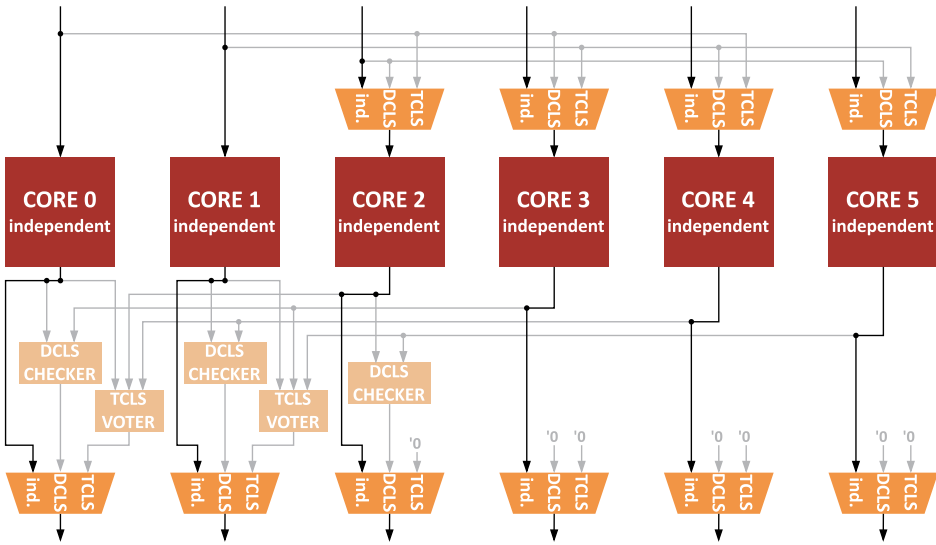 ind. DCLS TCLS
ind. DCLS TCLS
ind. DCLS TCLS
ind. DCLS TCLS
CORE 0
independent
CORE 1
independent
CORE 2
independent
CORE 3
independent
CORE 4
independent
CORE 5
independent
DCLS
CHECKER
TCLS
VOTER
DCLS
CHECKER
TCLS
VOTER
DCLS
CHECKER
'0
'0 '0
'0 '0
'0 '0
ind. DCLS TCLS
ind. DCLS TCLS
ind. DCLS TCLS
ind. DCLS TCLS
ind. DCLS TCLS
ind. DCLS TCLS